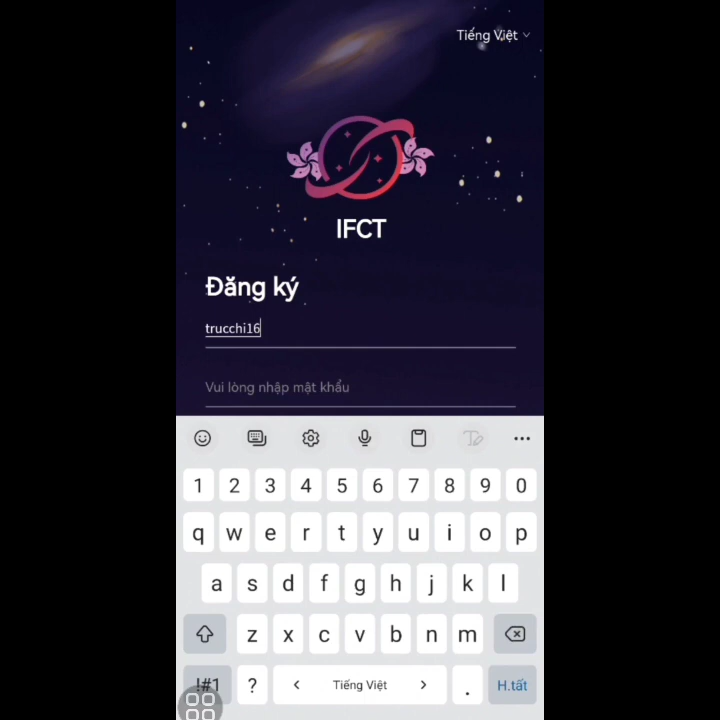 Tiếng Việt
IFCT
Đăng ký
trucchi16
Vui lòng nhập mật khẩu
1 2 3 4 5 6 7 8 9 0
q w e r t y u i o p
a s d f g h j k l
z x c v b n m
!#1 ? < Tiếng Việt > . H.tất